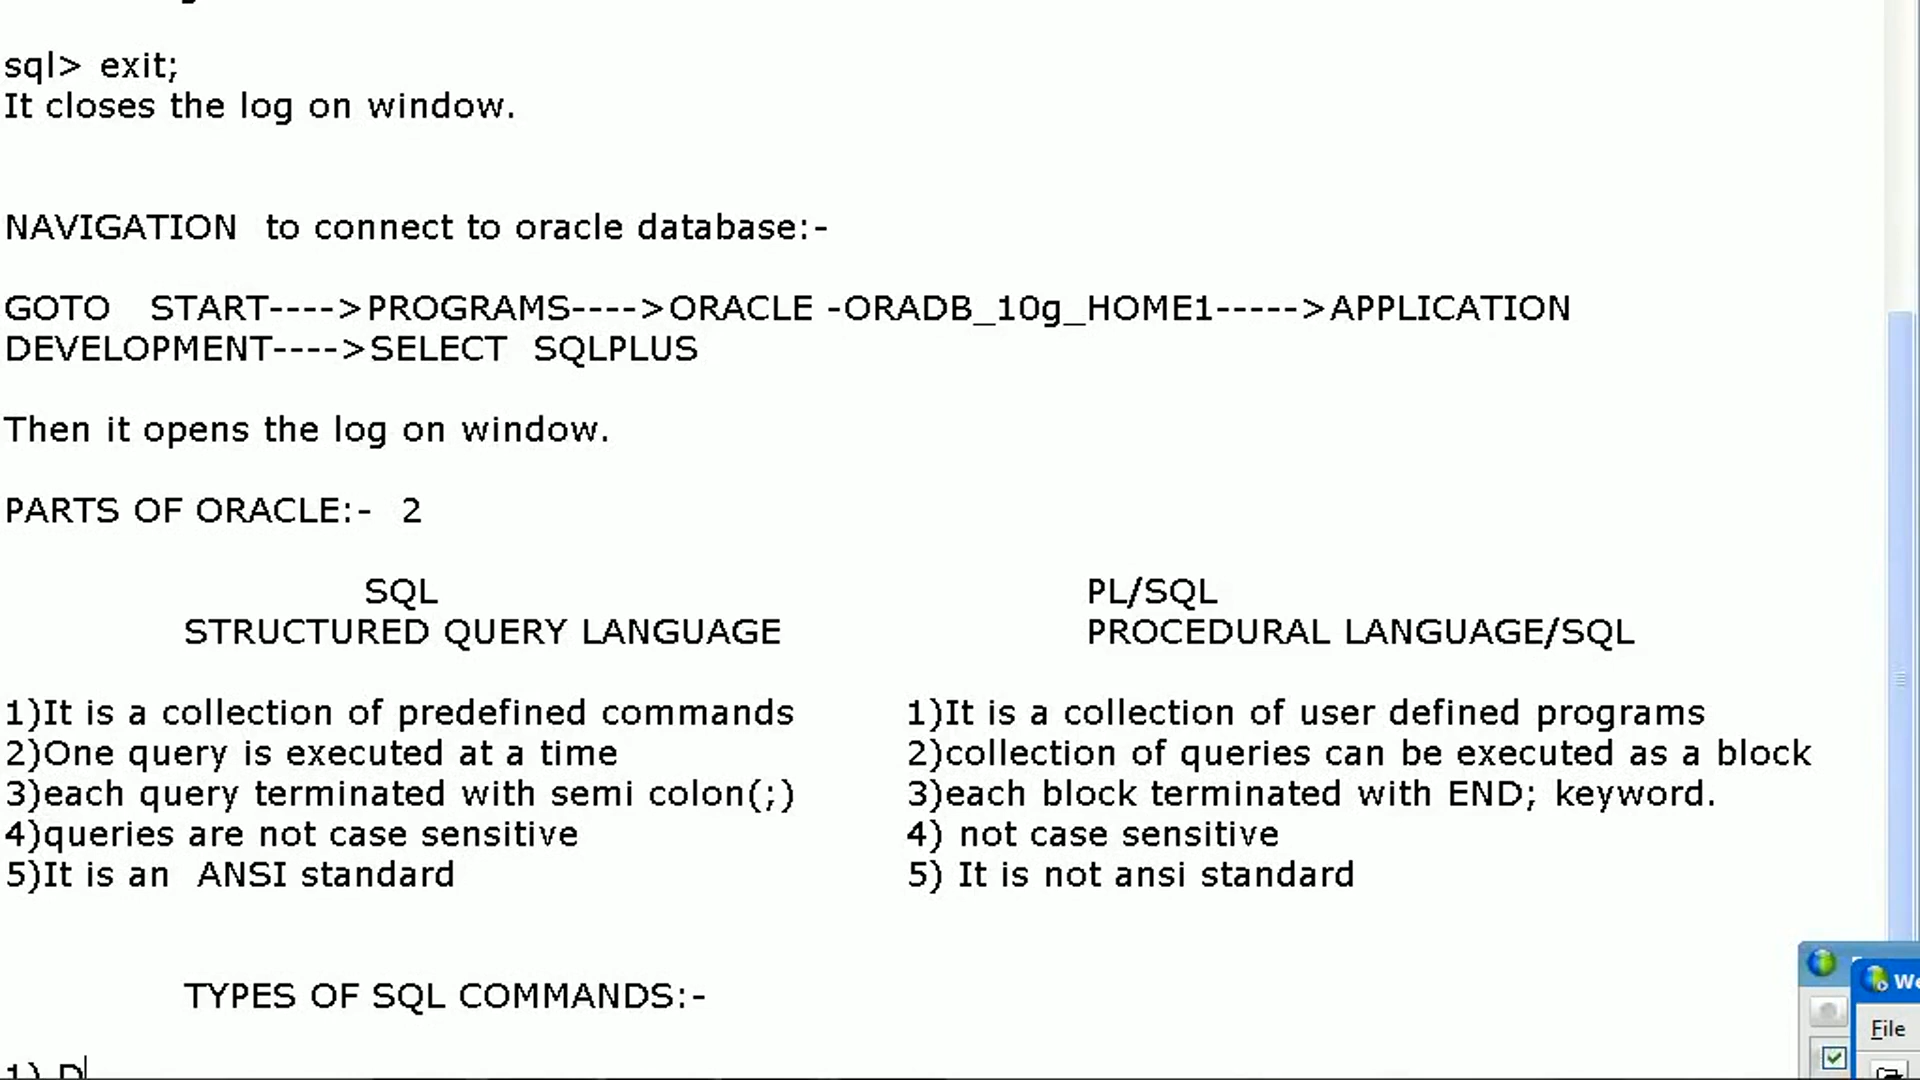 sql> exit;
It closes the log on window.
NAVIGATION  to connect to oracle database:-
GOTO   START---->PROGRAMS---->ORACLE -ORADB_10g_HOME1----->APPLICATION
DEVELOPMENT---->SELECT  SQLPLUS
Then it opens the log on window.
PARTS OF ORACLE:-  2
SQL PL/SQL
STRUCTURED QUERY LANGUAGE PROCEDURAL LANGUAGE/SQL
1)It is a collection of predefined commands 1)It is a collection of user defined programs
2)One query is executed at a time 2)collection of queries can be executed as a block
3)each query terminated with semi colon(;) 3)each block terminated with END; keyword.
4)queries are not case sensitive 4) not case sensitive
5)It is an  ANSI standard 5) It is not ansi standard
TYPES OF SQL COMMANDS:-
File
1) D